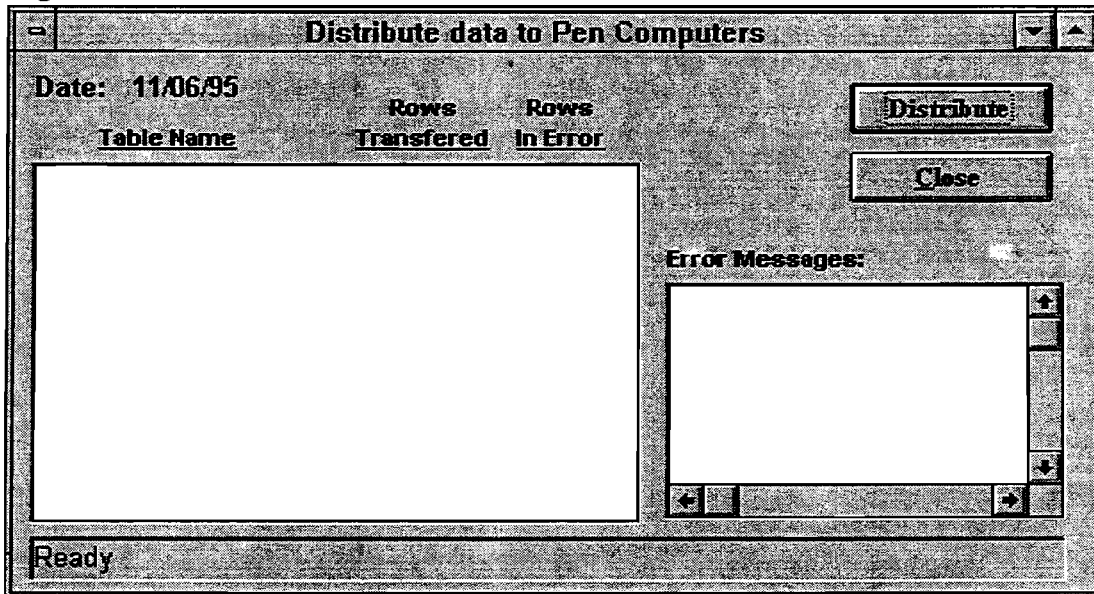 Distribute data to Pen Computers
Date: 11/06/95
Rows Rows
Table Name Transfered In Error
Distribute
Close
Error Messages:
Ready